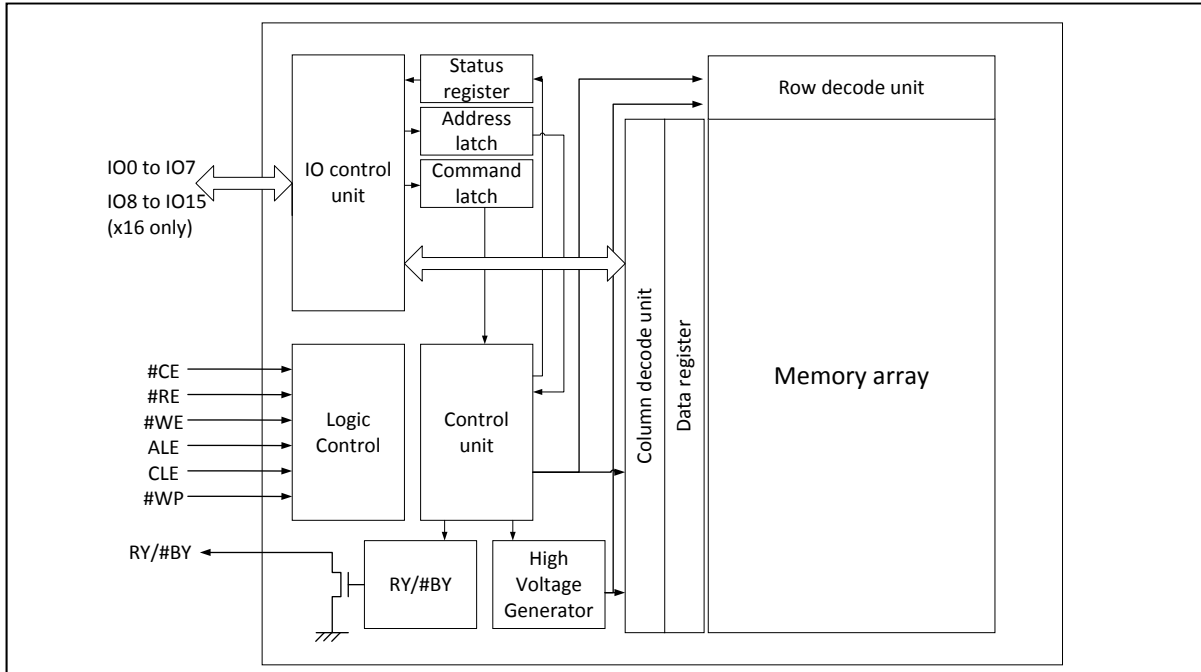 Status
register
Address
latch
Command
latch
IO control
unit
IO0 to IO7
IO8 to IO15
(x16 only)
Row decode unit
Column decode unit
Data register
Memory array
#CE
#RE
#WE
ALE
CLE
#WP
Logic
Control
Control
unit
RY/#BY
RY/#BY
High
Voltage
Generator